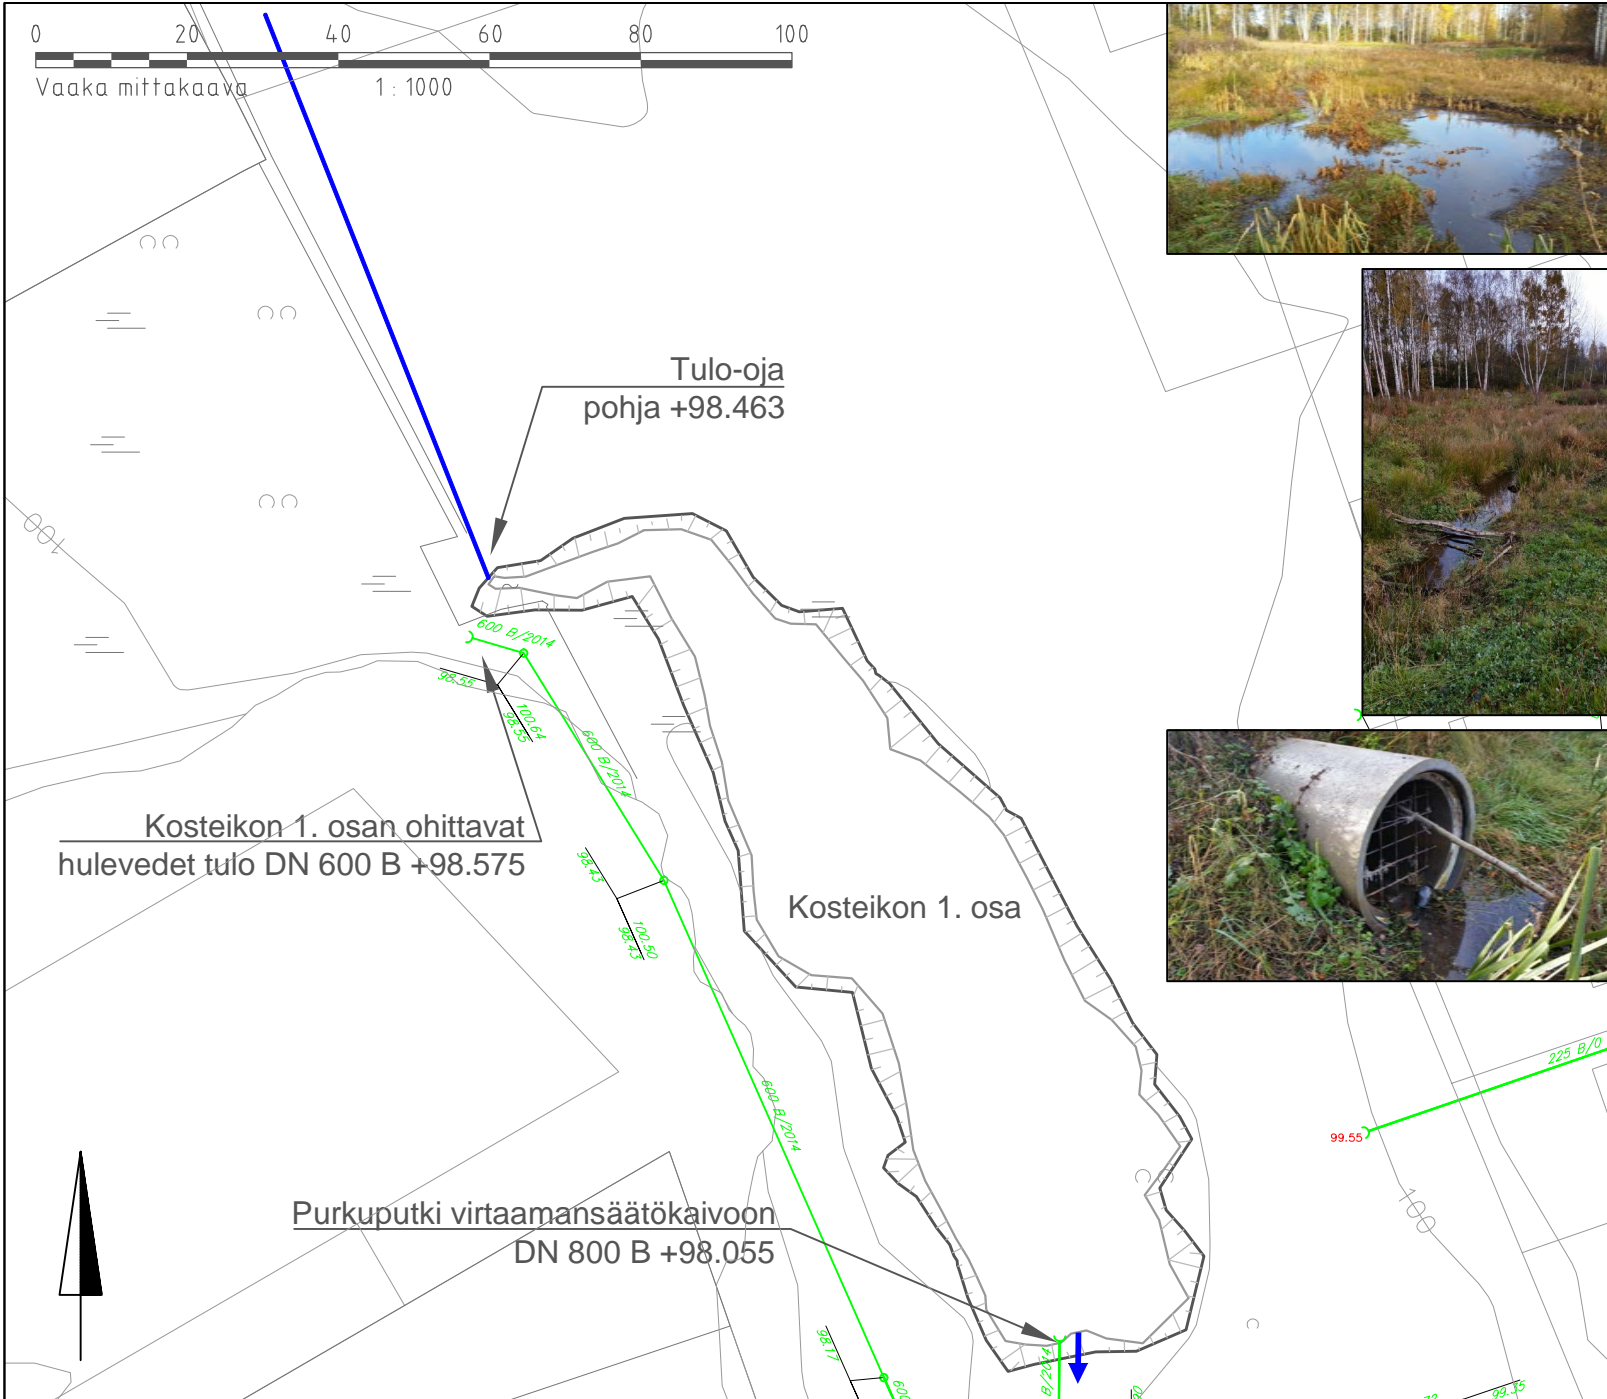 0 20 40 60 80 100
Vaaka mittakaava 1 : 1000
Tulo-oja
pohja +98.463
100
600 B/2014
98.55
100.64
98.55
600 B/2014
Kosteikon 1. osan ohittavat
hulevedet tulo DN 600 B +98.575
98.43
100.50
98.43
Kosteikon 1. osa
225 B/0
99.55
600 B/2014
100
Purkuputki virtaamansäätökaivoon
DN 800 B +98.055
98.17
600
B/2014
99.35